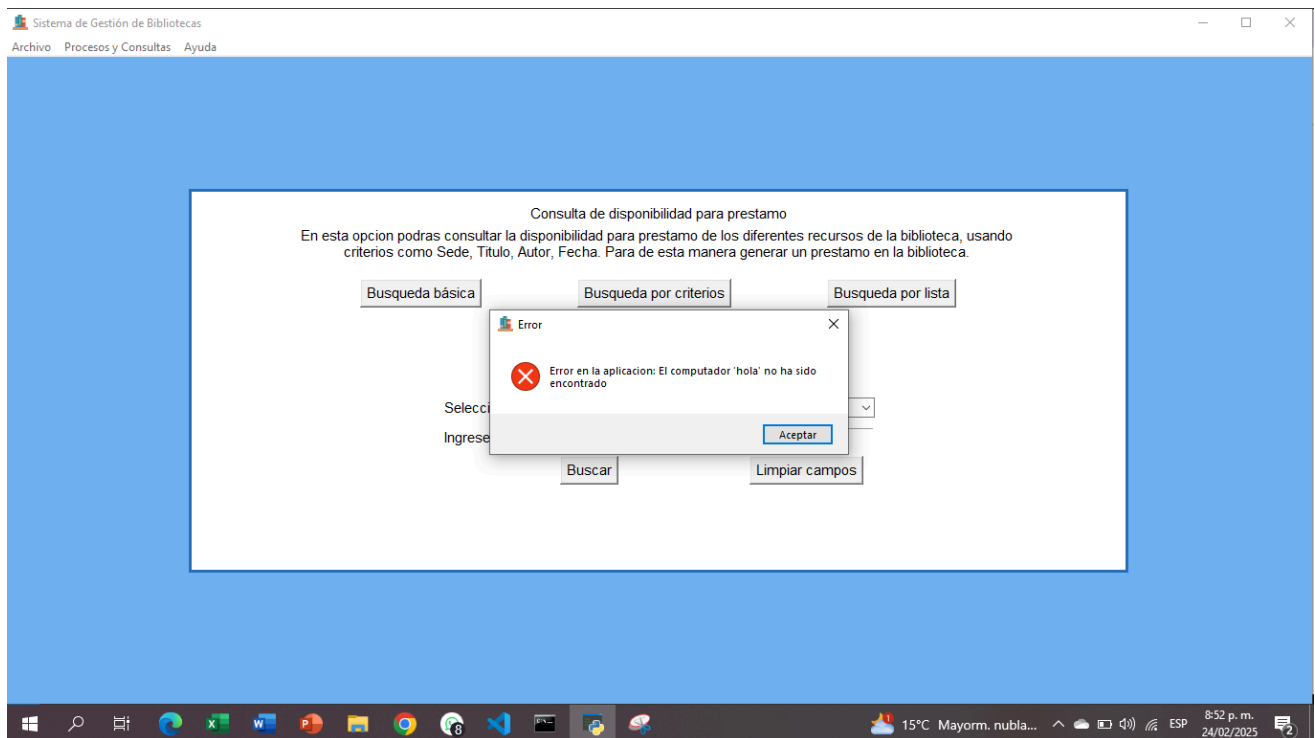 Sistema de Gestión de Bibliotecas
Archivo Procesos y Consultas Ayuda
Consulta de disponibilidad para prestamo
En esta opcion podras consultar la disponibilidad para prestamo de los diferentes recursos de la biblioteca, usando
criterios como Sede, Titulo, Autor, Fecha. Para de esta manera generar un prestamo en la biblioteca.
Busqueda básica Busqueda por criterios Busqueda por lista
Error
Error en la aplicacion: El computador 'hola' no ha sido
encontrado
Selecci
Aceptar
Ingrese
Buscar Limpiar campos
15°C Mayorm. nubla... ESP 8:52 p. m.
24/02/2025